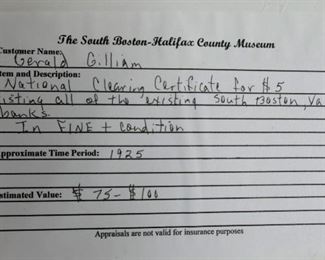 The South Boston-Halifax County Museum
Customer Name: Gerald Gilliam
Item and Description:
National Clearing Certificate for $5
listing all of the existing South Boston, Va
banks.
In FINE + condition
Approximate Time Period: 1925
Estimated Value: $75-$100
Appraisals are not valid for insurance purposes